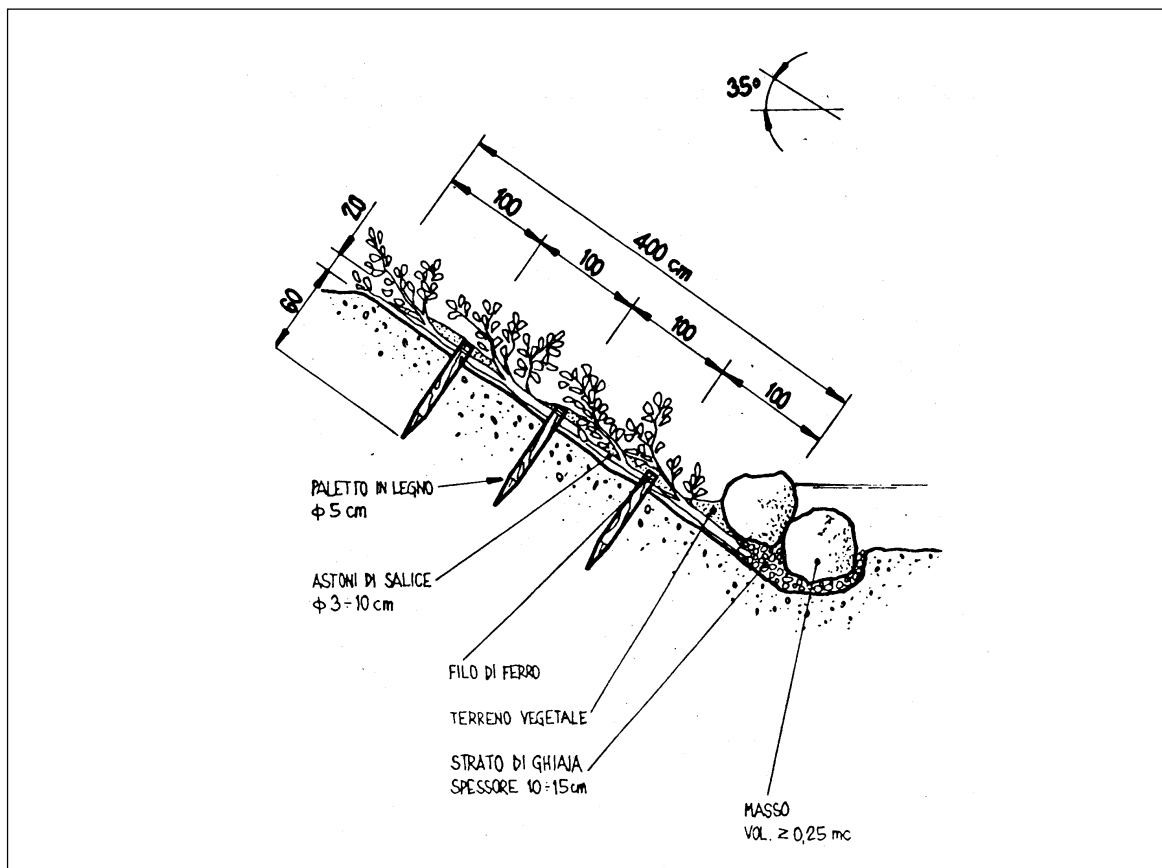 35°
20
60
100
400 cm
100
100
100
PALETTO IN LEGNO
ϕ 5 cm
ASTONI DI SALICE
ϕ 3÷10 cm
FILO DI FERRO
TERRENO VEGETALE
STRATO DI GHIAIA
SPESSORE 10÷15 cm
MASSO
VOL. ≥ 0,25 mc